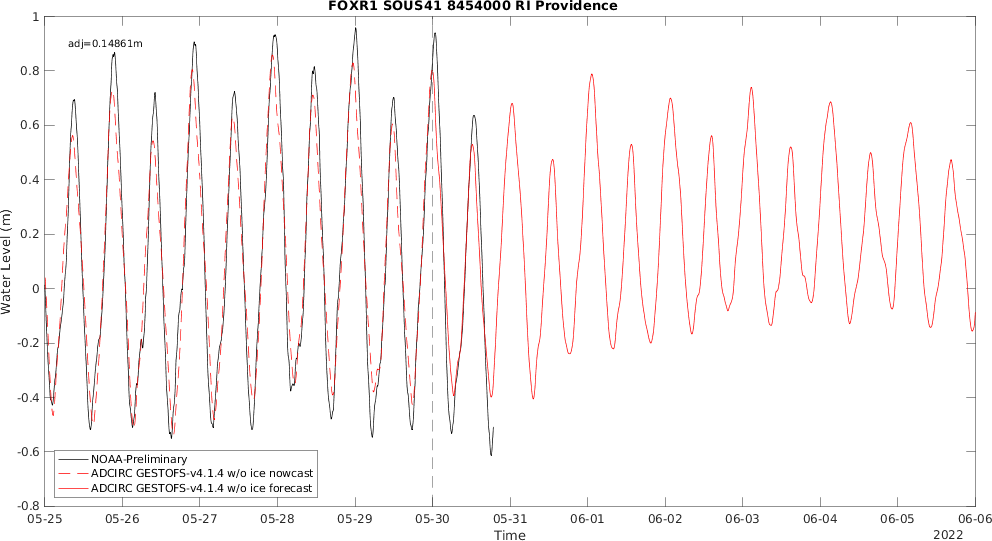 FOXR1 SOUS41 8454000 RI Providence
adj=0.14861m
1
0.8
0.6
0.4
0.2
0
-0.2
-0.4
-0.6
-0.8
Water Level (m)
NOAA-Preliminary
ADCIRC GESTOFS-v4.1.4 w/o ice nowcast
ADCIRC GESTOFS-v4.1.4 w/o ice forecast
05-25 05-26 05-27 05-28 05-29 05-30 05-31 06-01 06-02 06-03 06-04 06-05 06-06
Time
2022